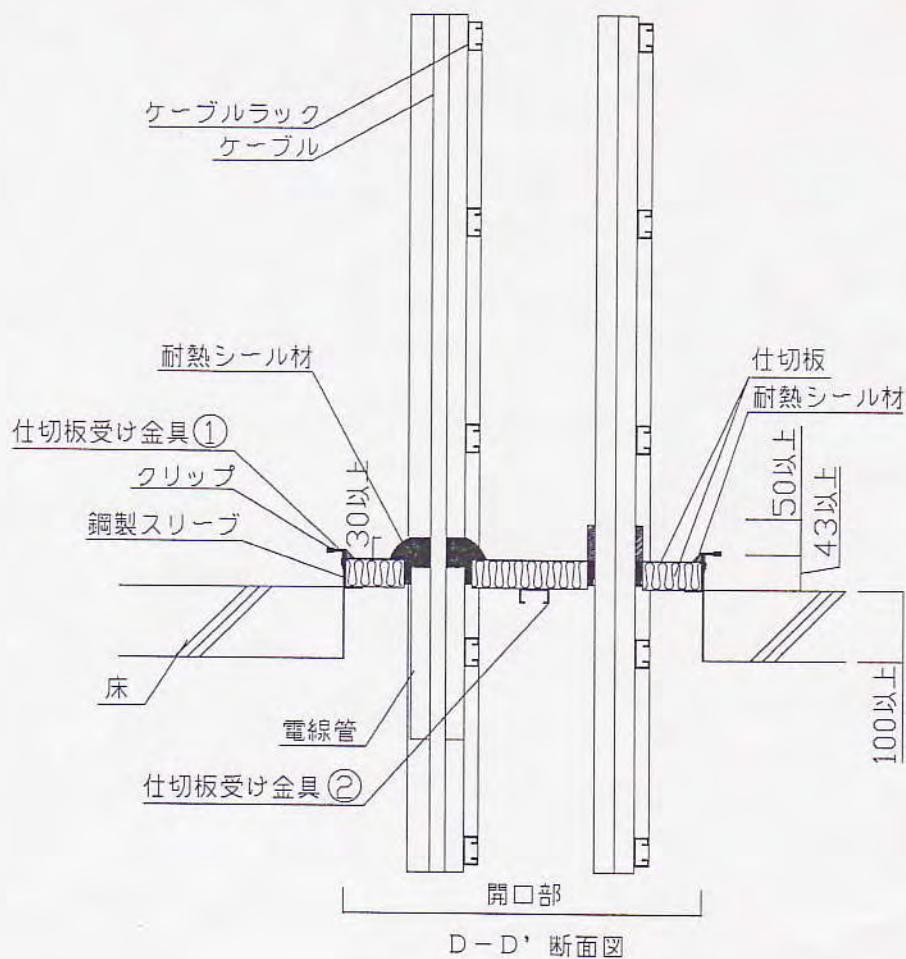 ケーブルラック
ケーブル
耐熱シール材
仕切板
耐熱シール材
仕切板受け金具①
クリップ
鋼製スリーブ
30以上
50以上
43以上
床
電線管
100以上
仕切板受け金具②
開口部
D-D' 断面図